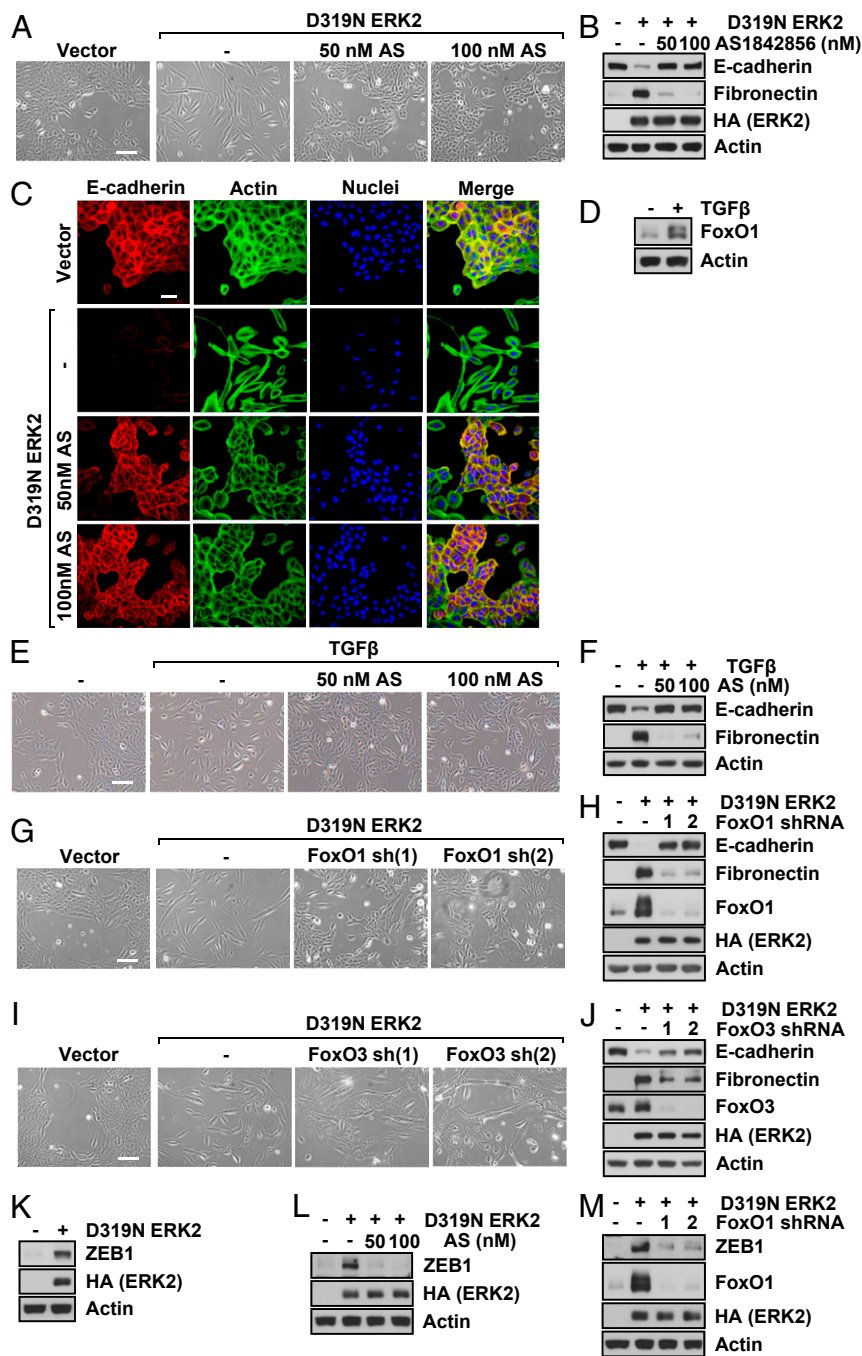 A
D319N ERK2
Vector
-
50 nM AS
100 nM AS
B
- + + + D319N ERK2
- - 50 100 AS1842856 (nM)
E-cadherin
Fibronectin
HA (ERK2)
Actin
C
E-cadherin
Actin
Nuclei
Merge
Vector
D319N ERK2
-
50nM AS
100nM AS
D
- + TGFβ
FoxO1
Actin
E
TGFβ
-
-
50 nM AS
100 nM AS
F
- + + + TGFβ
- - 50 100 AS (nM)
E-cadherin
Fibronectin
Actin
G
D319N ERK2
Vector
-
FoxO1 sh(1)
FoxO1 sh(2)
H
- + + + D319N ERK2
- - 1 2 FoxO1 shRNA
E-cadherin
Fibronectin
FoxO1
HA (ERK2)
Actin
I
D319N ERK2
Vector
-
FoxO3 sh(1)
FoxO3 sh(2)
J
- + + + D319N ERK2
- - 1 2 FoxO3 shRNA
E-cadherin
Fibronectin
FoxO3
HA (ERK2)
Actin
K
- + D319N ERK2
ZEB1
HA (ERK2)
Actin
L
- + + + D319N ERK2
- - 50 100 AS (nM)
ZEB1
HA (ERK2)
Actin
M
- + + + D319N ERK2
- - 1 2 FoxO1 shRNA
ZEB1
FoxO1
HA (ERK2)
Actin